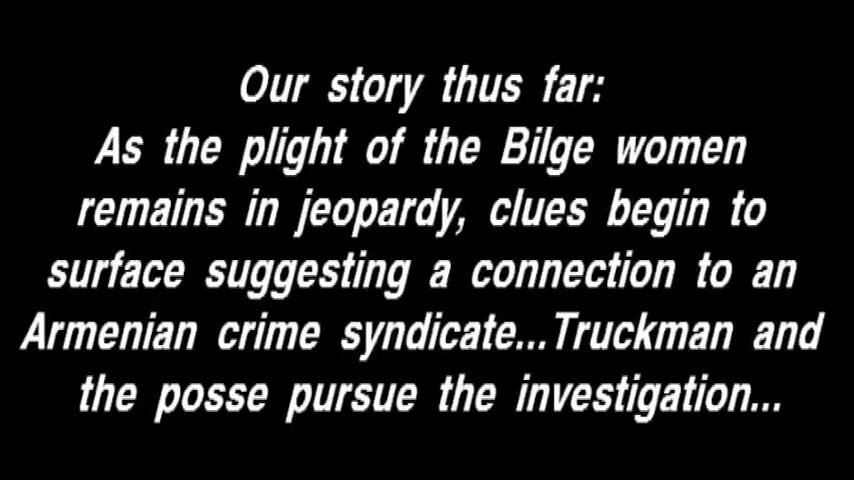 Our story thus far:
As the plight of the Bilge women
remains in jeopardy, clues begin to
surface suggesting a connection to an
Armenian crime syndicate...Truckman and
the posse pursue the investigation...